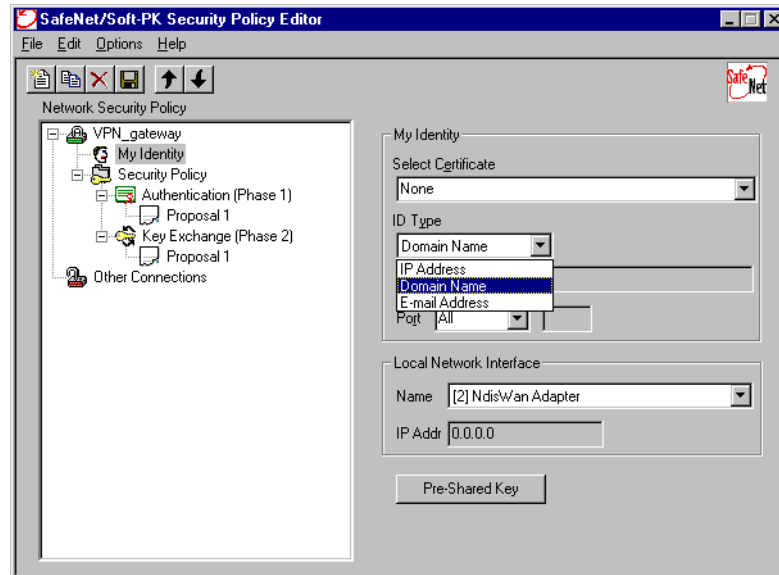 SafeNet/Soft-PK Security Policy Editor
File Edit Options Help
Safe Net
Network Security Policy
VPN_gateway
My Identity
Security Policy
Authentication (Phase 1)
Proposal 1
Key Exchange (Phase 2)
Proposal 1
Other Connections
My Identity
Select Certificate
None
ID Type
Domain Name
IP Address
Domain Name
E-mail Address
Port All
Local Network Interface
Name [2] NdisWan Adapter
IP Addr 0.0.0.0
Pre-Shared Key